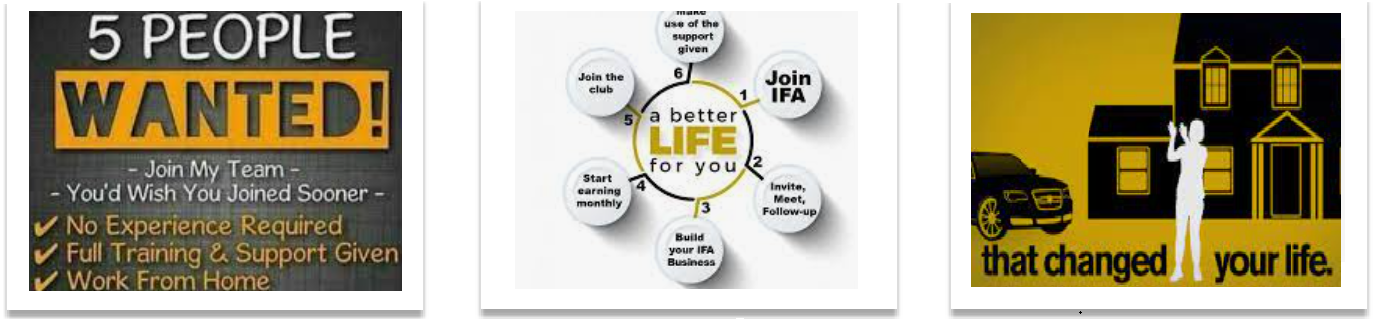 5 PEOPLE
WANTED!
- Join My Team -
- You'd Wish You Joined Sooner -
✔ No Experience Required
✔ Full Training & Support Given
✔ Work From Home
make
use of the
support
given
6
Join
IFA
1
Invite,
Meet,
Follow-up
2
Build
your IFA
Business
3
Start
earning
monthly
4
Join the
club
5
a better
LIFE
for you
that changed your life.